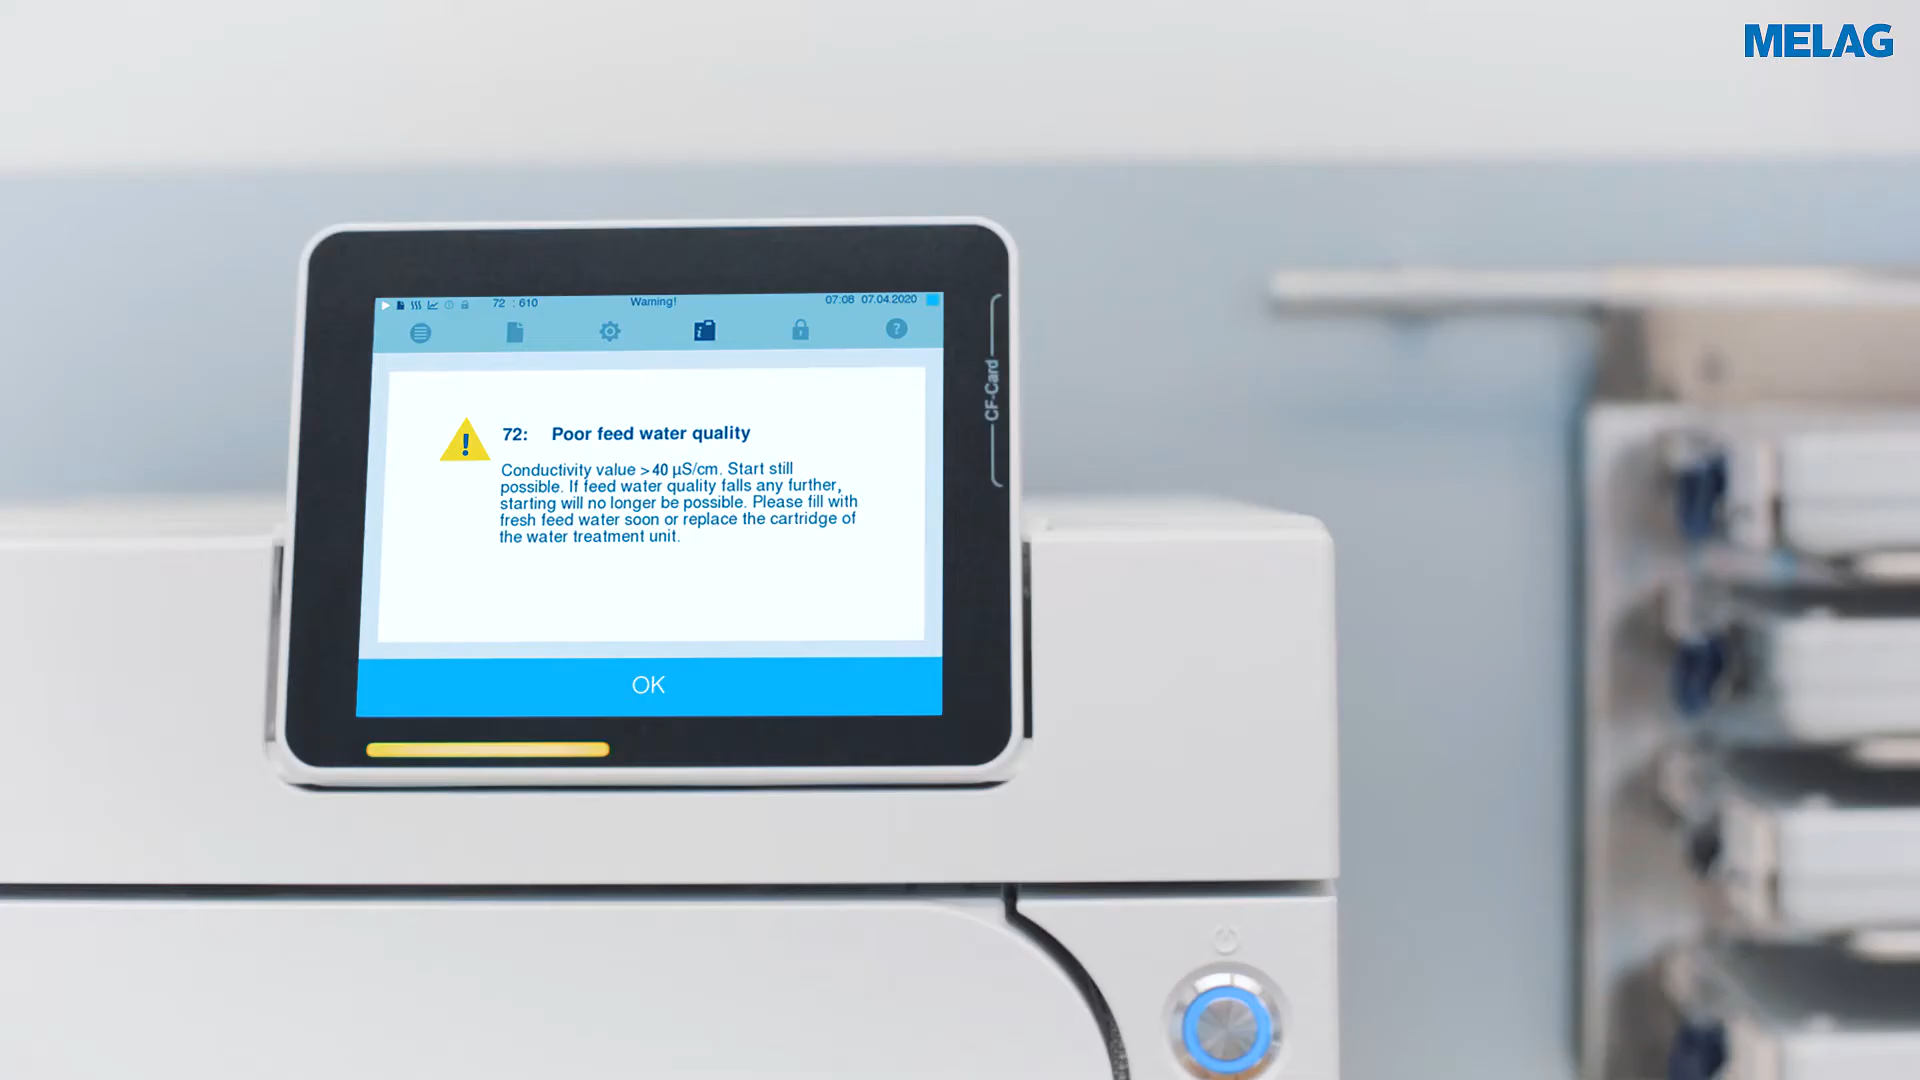 MELAG
72 : 610 Warning! 07:08 07.04.2020
?
72: Poor feed water quality
Conductivity value > 40 µS/cm. Start still
possible. If feed water quality falls any further,
starting will no longer be possible. Please fill with
fresh feed water soon or replace the cartridge of
the water treatment unit.
OK
CF-Card